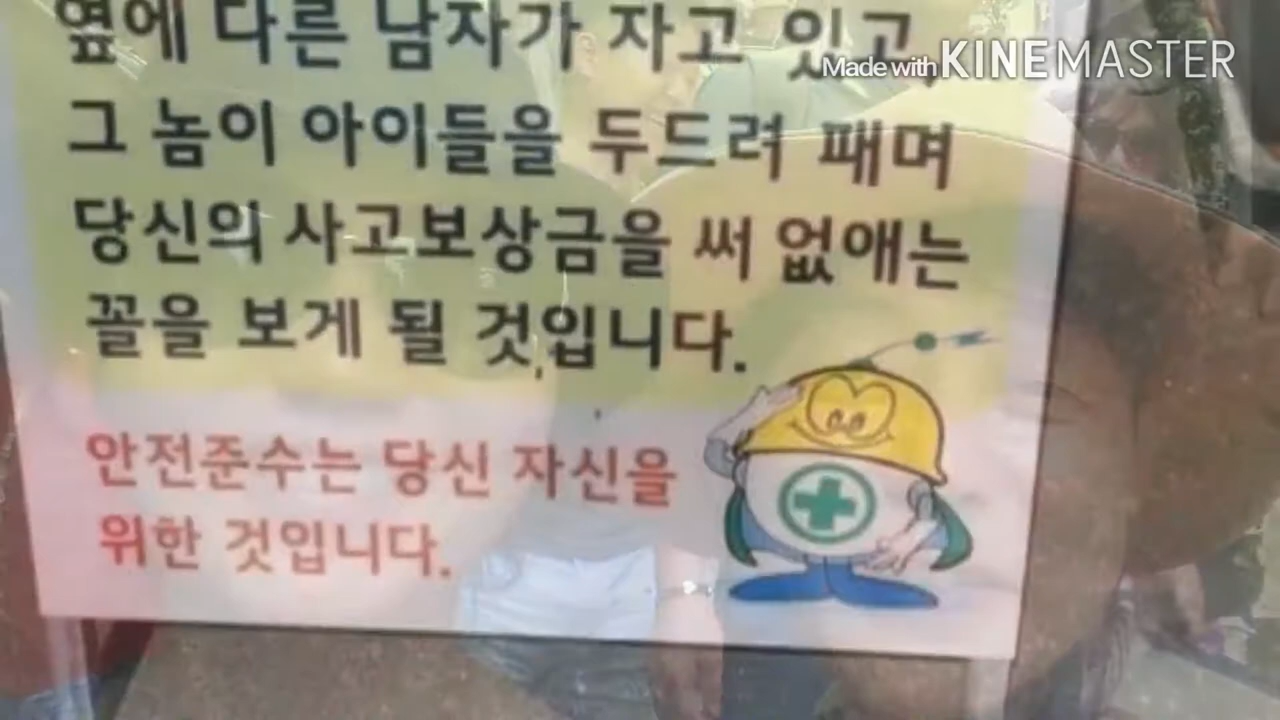 옆에 다른 남자가 자고 있고,
Made with KINEMASTER
그 놈이 아이들을 두드려 패며
당신의 사고보상금을 써 없애는
꼴을 보게 될 것입니다.
안전준수는 당신 자신을
위한 것입니다.